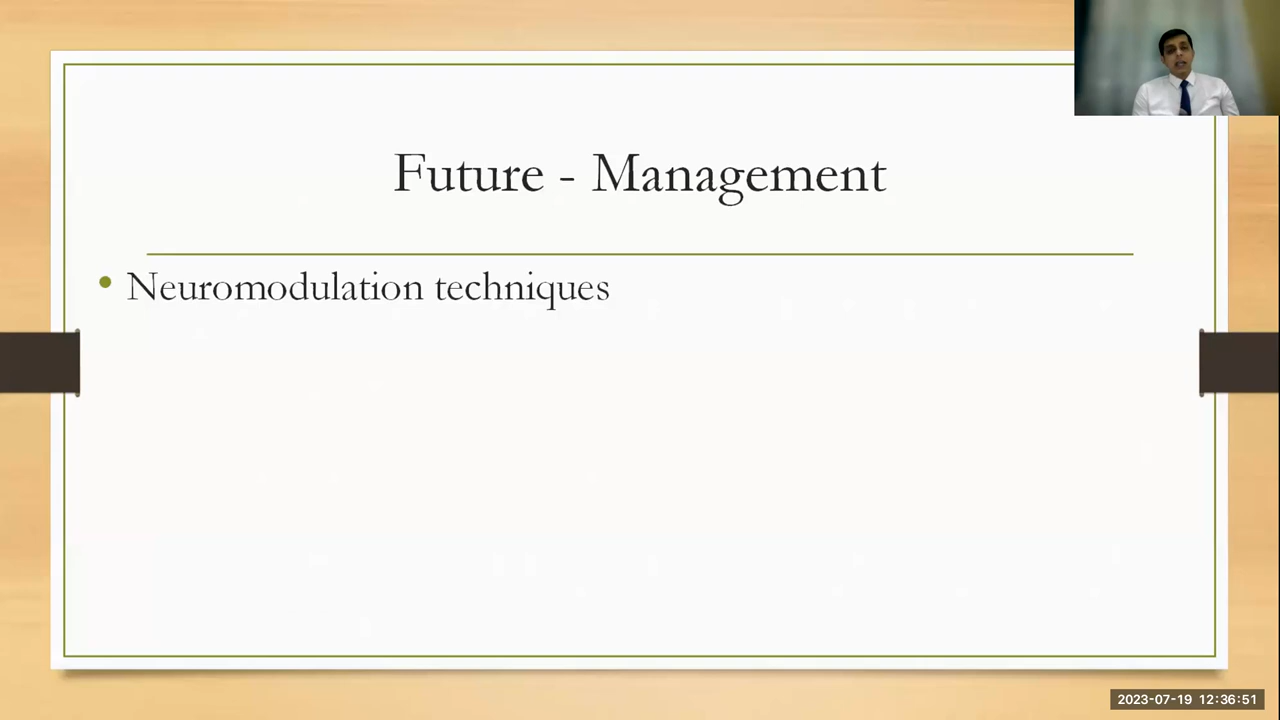 Future - Management
• Neuromodulation techniques
2023-07-19 12:36:51